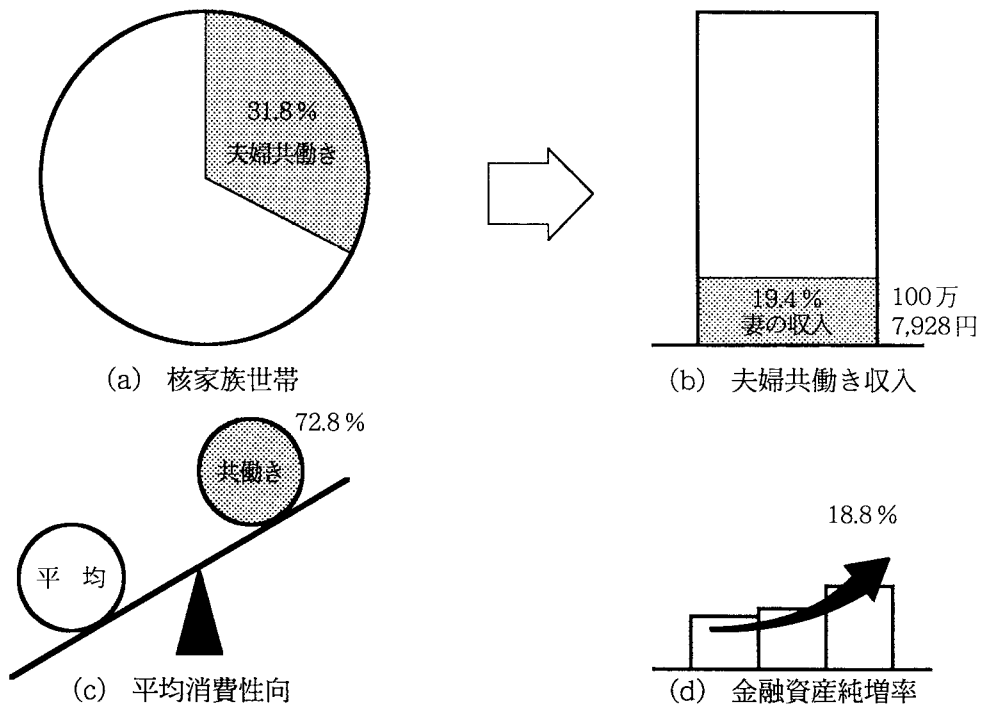 31.8%
夫婦共働き
19.4%
妻の収入
100万
7,928円
(a) 核家族世帯
(b) 夫婦共働き収入
72.8%
共働き
平 均
18.8%
(c) 平均消費性向
(d) 金融資産純増率